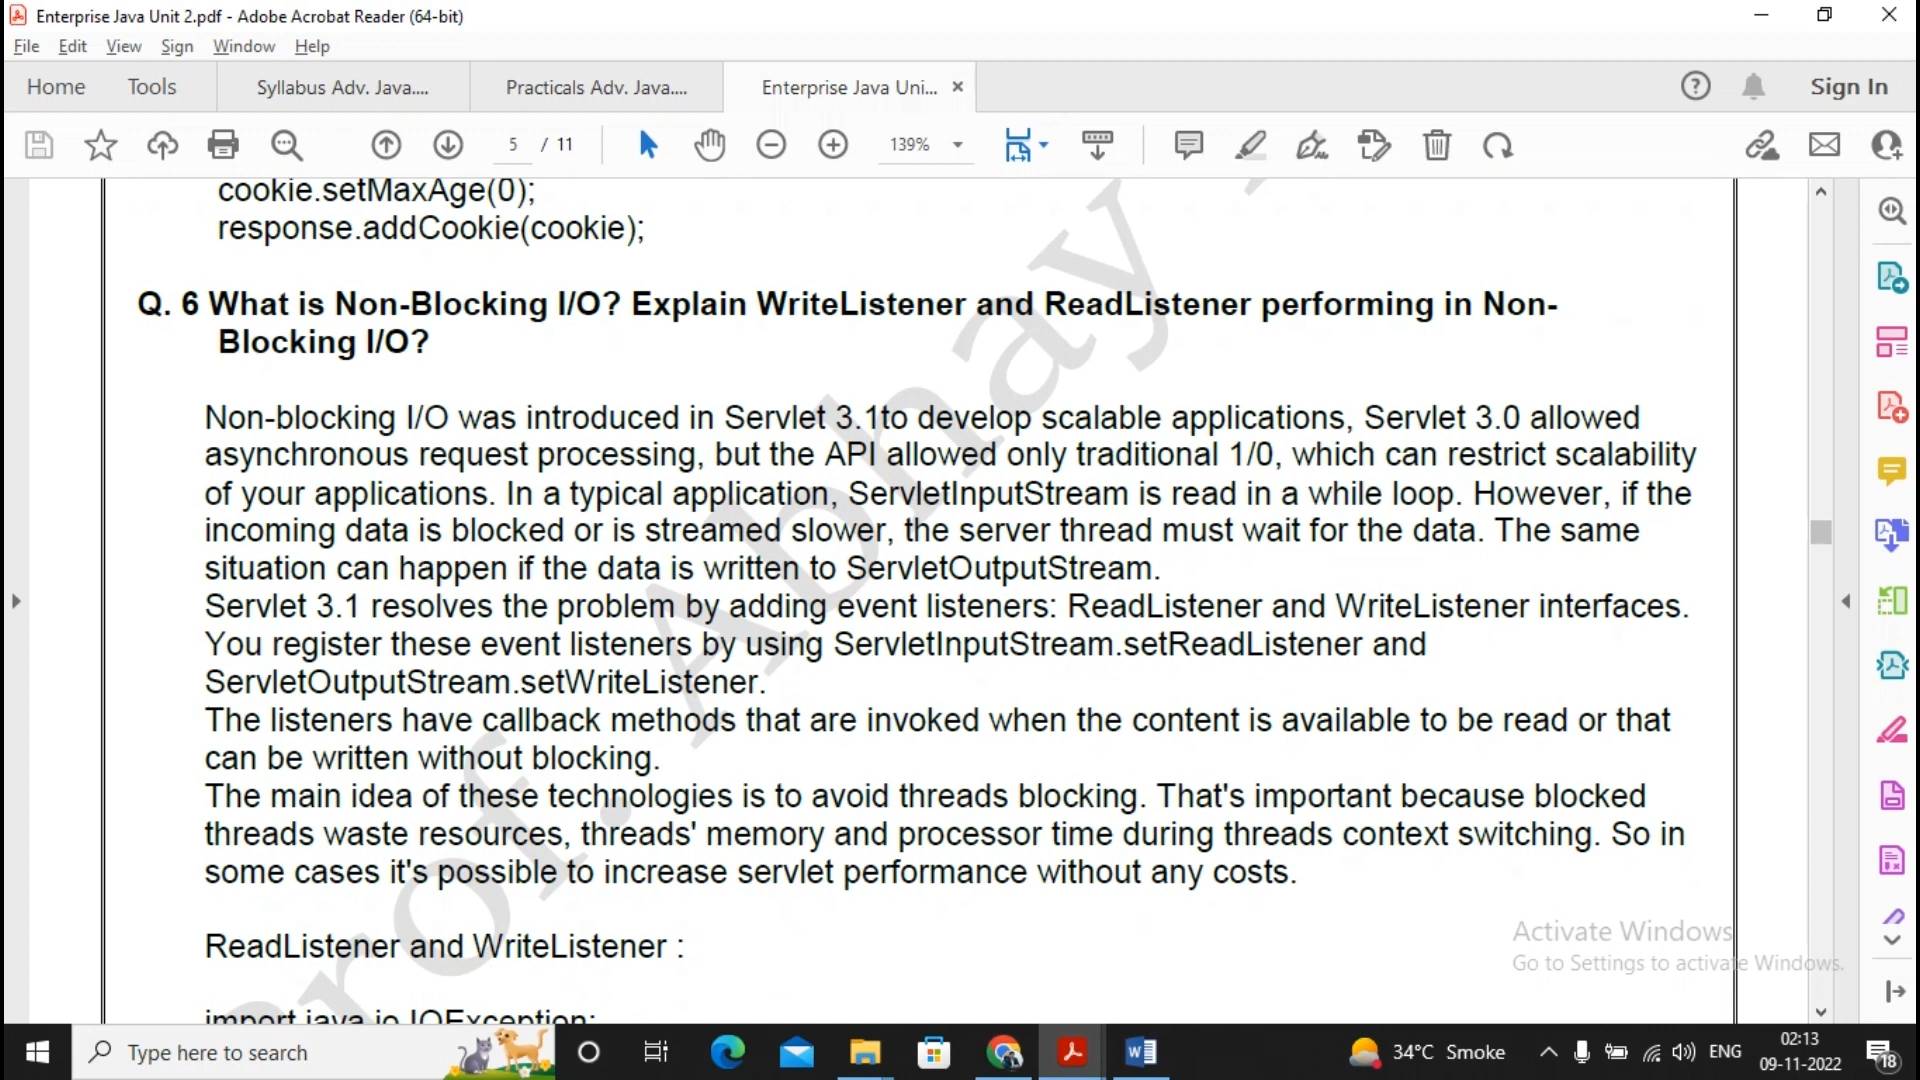 Enterprise Java Unit 2.pdf - Adobe Acrobat Reader (64-bit)
File Edit View Sign Window Help
Home Tools Syllabus Adv. Java.... Practicals Adv. Java.... Enterprise Java Uni... × Sign In
5 / 11 139%
cookie.setMaxAge(0);
response.addCookie(cookie);
Q. 6 What is Non-Blocking I/O? Explain WriteListener and ReadListener performing in Non-
Blocking I/O?
Non-blocking I/O was introduced in Servlet 3.1to develop scalable applications, Servlet 3.0 allowed
asynchronous request processing, but the API allowed only traditional 1/0, which can restrict scalability
of your applications. In a typical application, ServletInputStream is read in a while loop. However, if the
incoming data is blocked or is streamed slower, the server thread must wait for the data. The same
situation can happen if the data is written to ServletOutputStream.
Servlet 3.1 resolves the problem by adding event listeners: ReadListener and WriteListener interfaces.
You register these event listeners by using ServletInputStream.setReadListener and
ServletOutputStream.setWriteListener.
The listeners have callback methods that are invoked when the content is available to be read or that
can be written without blocking.
The main idea of these technologies is to avoid threads blocking. That's important because blocked
threads waste resources, threads' memory and processor time during threads context switching. So in
some cases it's possible to increase servlet performance without any costs.
ReadListener and WriteListener :
import java.io.IOException;
Prof. Abhay
Activate Windows
Go to Settings to activate Windows.
Type here to search
34°C Smoke
ENG
02:13
09-11-2022
18